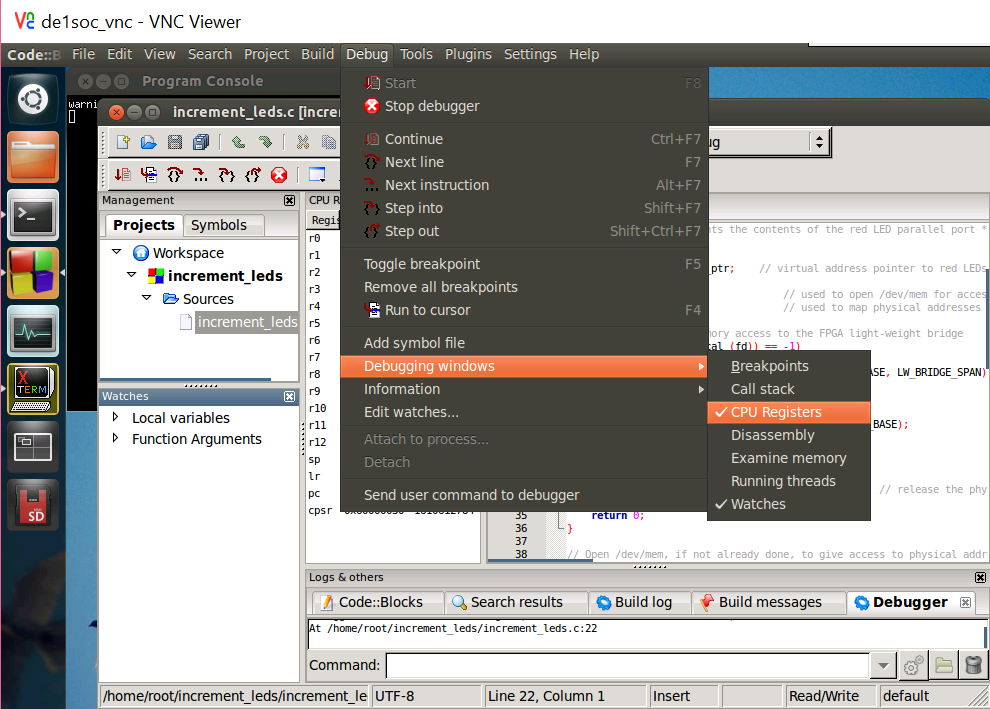 de1soc_vnc - VNC Viewer
Code::B File Edit View Search Project Build Debug Tools Plugins Settings Help
Program Console
warni
increment_leds.c [incre
Start F8
Stop debugger
Continue Ctrl+F7
Next line F7
Next instruction Alt+F7
Step into Shift+F7
Step out Shift+Ctrl+F7
Toggle breakpoint F5
Remove all breakpoints
Run to cursor F4
Add symbol file
Debugging windows
Information
Edit watches...
Attach to process...
Detach
Send user command to debugger
Breakpoints
Call stack
CPU Registers
Disassembly
Examine memory
Running threads
Watches
ug
Management
Projects Symbols
Workspace
increment_leds
Sources
increment_leds
Watches
Local variables
Function Arguments
CPU R
Regis
r0
r1
r2
r3
r4
r5
r6
r7
r8
r9
r10
r11
r12
sp
lr
pc
cpsr
nts the contents of the red LED parallel port *
_ptr; // virtual address pointer to red LEDs
// used to open /dev/mem for acces
// used to map physical addresses
ory access to the FPGA light-weight bridge
al (fd)) == -1)
ASE, LW_BRIDGE_SPAN)
_BASE);
// release the phy
35 return 0;
36 }
37
38 // Open /dev/mem, if not already done, to give access to physical addr
Logs & others
Code::Blocks Search results Build log Build messages Debugger
At /home/root/increment_leds/increment_leds.c:22
Command:
/home/root/increment_leds/increment_le UTF-8 Line 22, Column 1 Insert Read/Write default